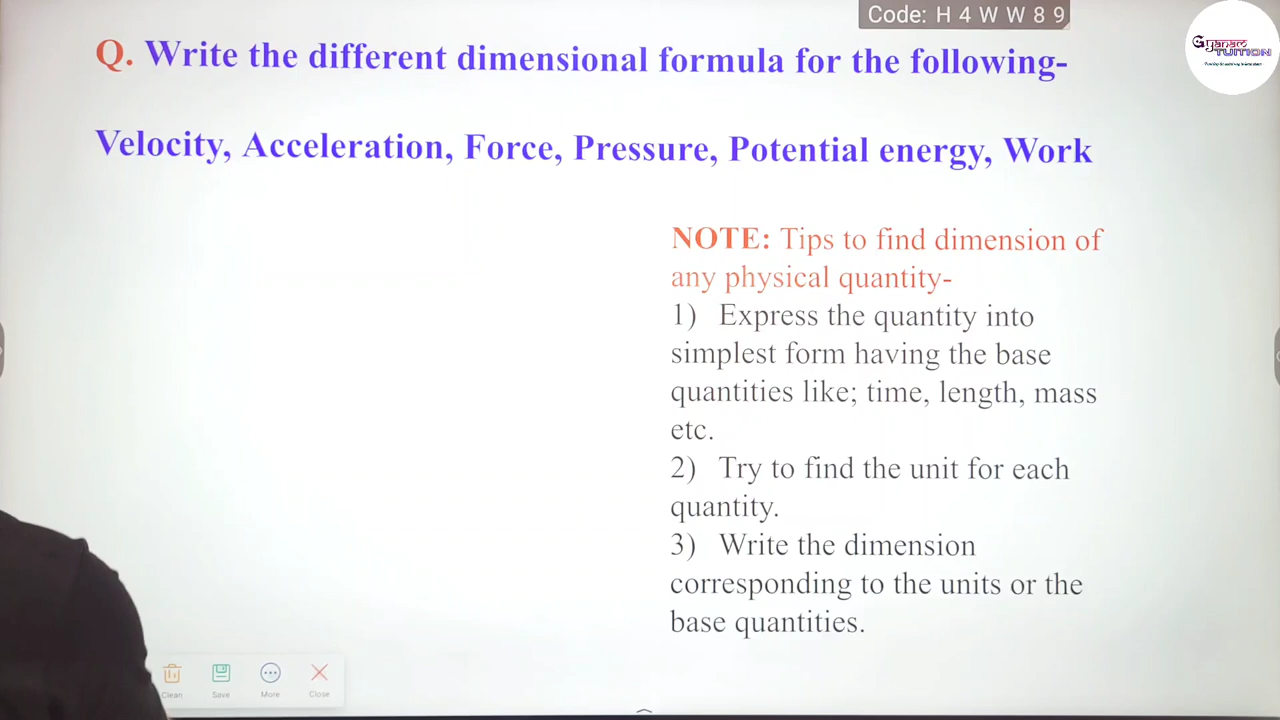 Code: H 4 W W 8 9
Gyanam
TUITION
Q. Write the different dimensional formula for the following-
Velocity, Acceleration, Force, Pressure, Potential energy, Work
NOTE: Tips to find dimension of
any physical quantity-
1) Express the quantity into
simplest form having the base
quantities like; time, length, mass
etc.
2) Try to find the unit for each
quantity.
3) Write the dimension
corresponding to the units or the
base quantities.
Clean
Save
More
Close